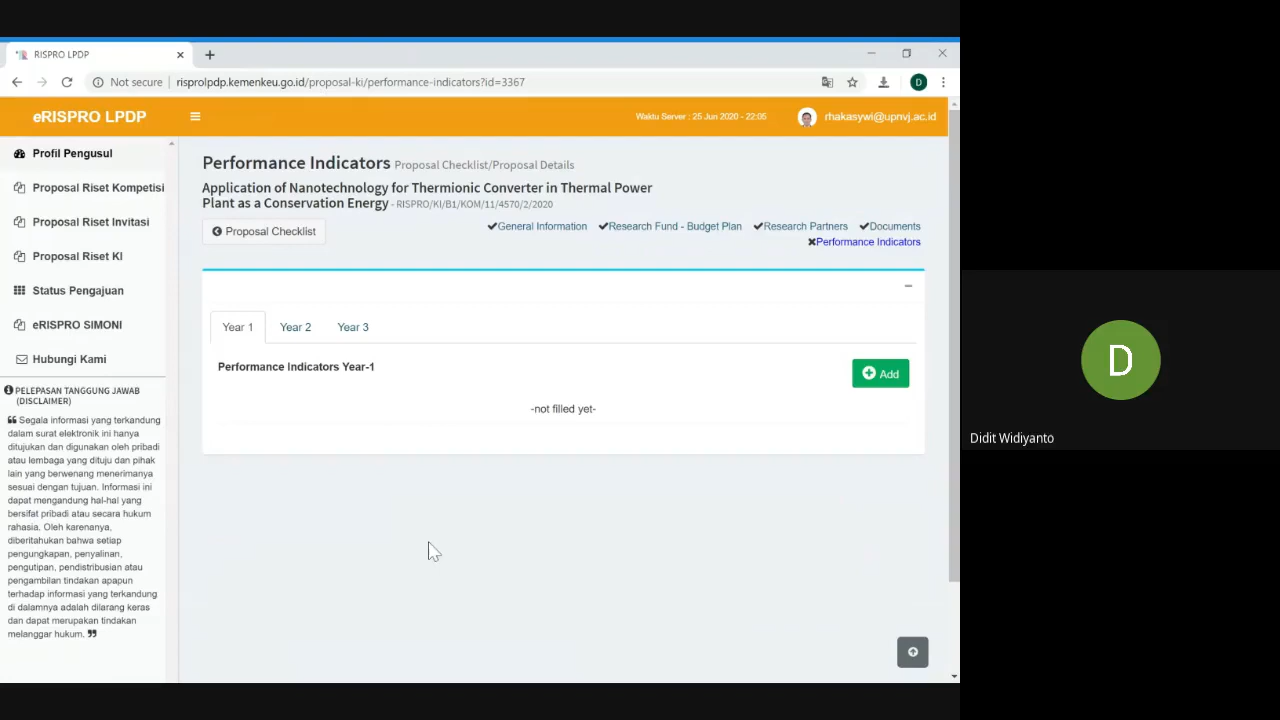 RISPRO LPDP
Not secure
risprolpdp.kemenkeu.go.id/proposal-ki/performance-indicators?id=3367
D
eRISPRO LPDP
Waktu Server : 25 Jun 2020 - 22:05
rhakasywi@upnvj.ac.id
Profil Pengusul
Proposal Riset Kompetisi
Proposal Riset Invitasi
Proposal Riset KI
Status Pengajuan
eRISPRO SIMONI
Hubungi Kami
PELEPASAN TANGGUNG JAWAB
(DISCLAIMER)
Segala informasi yang terkandung
dalam surat elektronik ini hanya
ditujukan dan digunakan oleh pribadi
atau lembaga yang dituju dan pihak
lain yang berwenang menerimanya
sesuai dengan tujuan. Informasi ini
dapat mengandung hal-hal yang
bersifat pribadi atau secara hukum
rahasia. Oleh karenanya,
diberitahukan bahwa setiap
pengungkapan, penyalinan,
pengutipan, pendistribusian atau
pengambilan tindakan apapun
terhadap informasi yang terkandung
di dalamnya adalah dilarang keras
dan dapat merupakan tindakan
melanggar hukum.
Performance Indicators Proposal Checklist/Proposal Details
Application of Nanotechnology for Thermionic Converter in Thermal Power
Plant as a Conservation Energy - RISPRO/KI/B1/KOM/11/4570/2/2020
Proposal Checklist
General Information Research Fund - Budget Plan Research Partners Documents
Performance Indicators
Year 1 Year 2 Year 3
Performance Indicators Year-1
Add
-not filled yet-
D
Didit Widiyanto